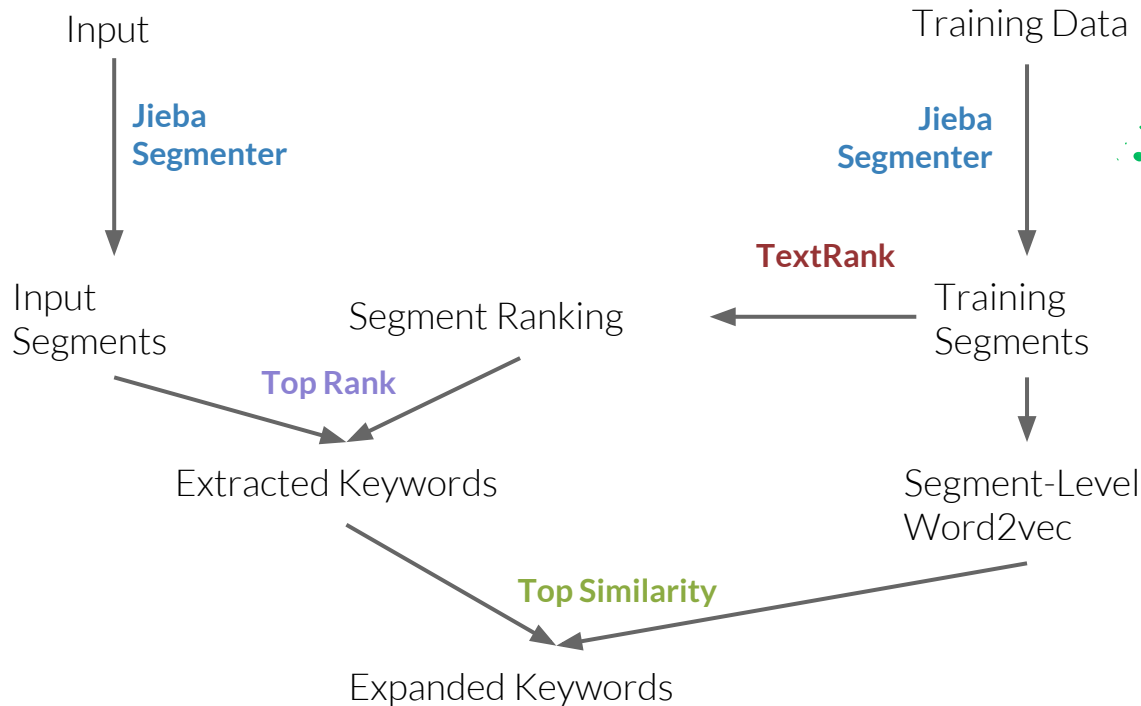 Input
Training Data
Jieba
Segmenter
Jieba
Segmenter
TextRank
Input
Segments
Segment Ranking
Training
Segments
Top Rank
Extracted Keywords
Segment-Level
Word2vec
Top Similarity
Expanded Keywords